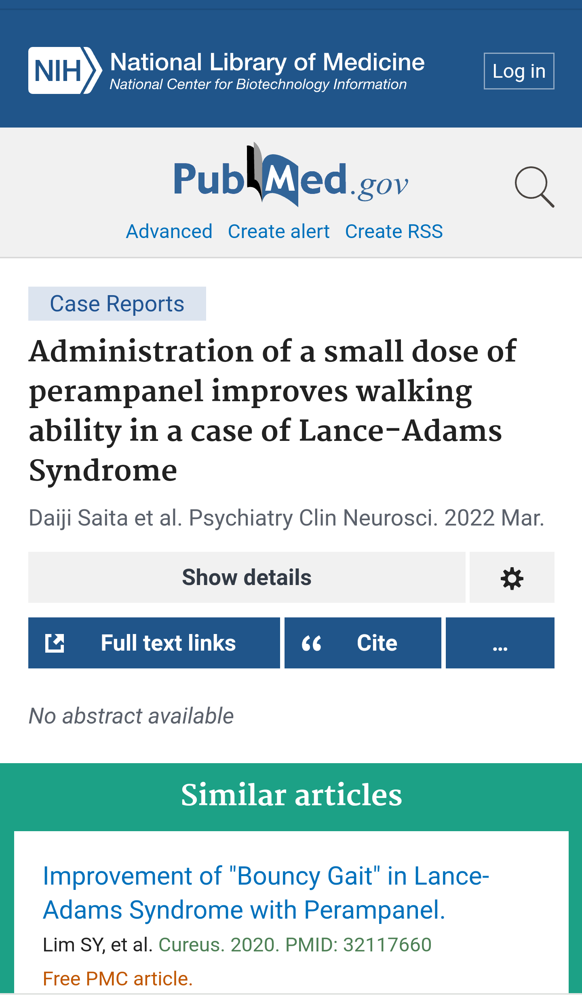 NIH National Library of Medicine
National Center for Biotechnology Information
Log in
PubMed.gov
Advanced Create alert Create RSS
Case Reports
Administration of a small dose of
perampanel improves walking
ability in a case of Lance-Adams
Syndrome
Daiji Saita et al. Psychiatry Clin Neurosci. 2022 Mar.
Show details
Full text links
Cite
...
No abstract available
Similar articles
Improvement of "Bouncy Gait" in Lance-
Adams Syndrome with Perampanel.
Lim SY, et al. Cureus. 2020. PMID: 32117660
Free PMC article.